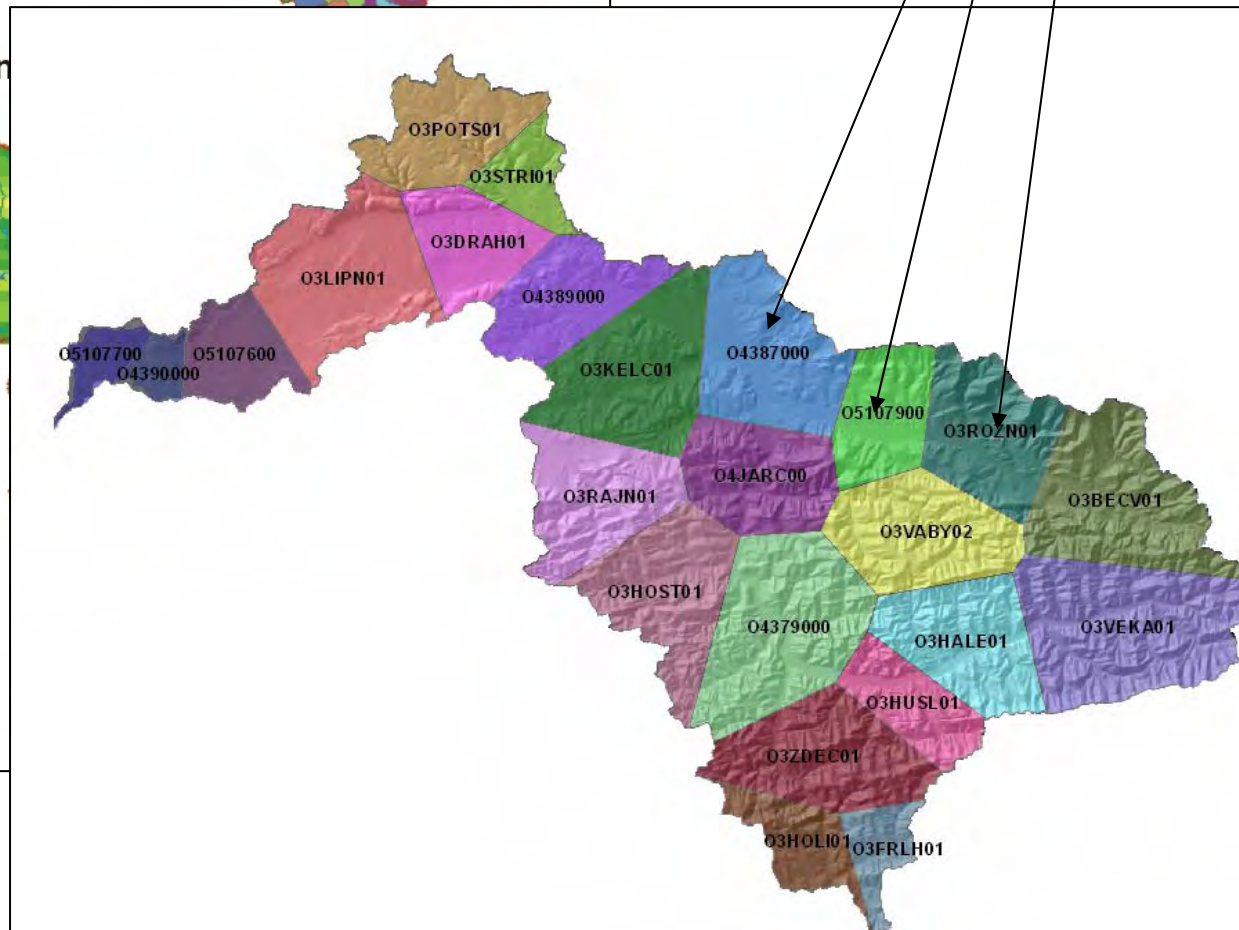 n
O3POTS01
O3STRI01
O3DRAH01
O3LIPN01
O4389000
O5107700
O4390000
O5107600
O3KELC01
O4387000
O5107900
O3ROZN01
O3BECV01
O3RAJN01
O4JARC00
O3VABY02
O3HOST01
O4379000
O3HALE01
O3VEKA01
O3HUSL01
O3ZDEC01
O3HOLI01
O3FRLH01